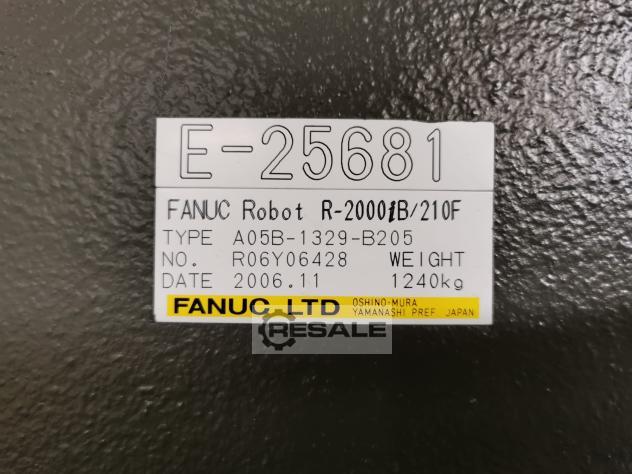 E-25681
FANUC Robot R-2000iB/210F
TYPE A05B-1329-B205
NO. R06Y06428 WEIGHT
DATE 2006.11 1240kg
FANUC LTD OSHINO-MURA
YAMANASHI PREF. JAPAN
RESALE